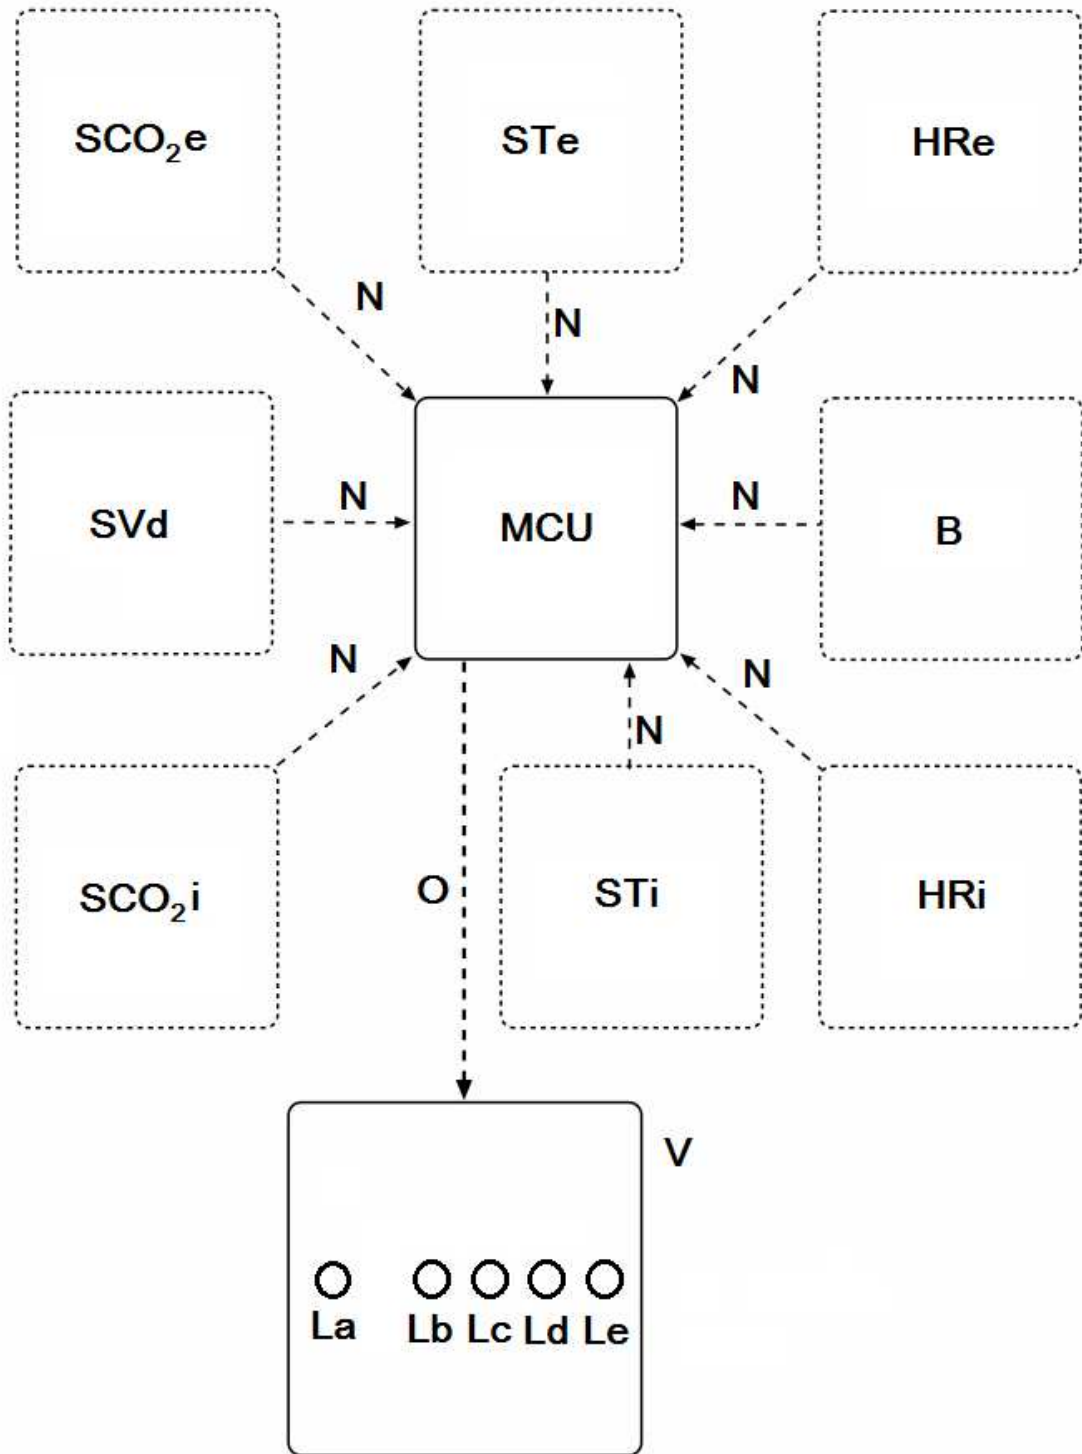 SCO₂e STe HRe
N N N
SVd N MCU N B
N N N
SCO₂i O STi HRi
V
La Lb Lc Ld Le